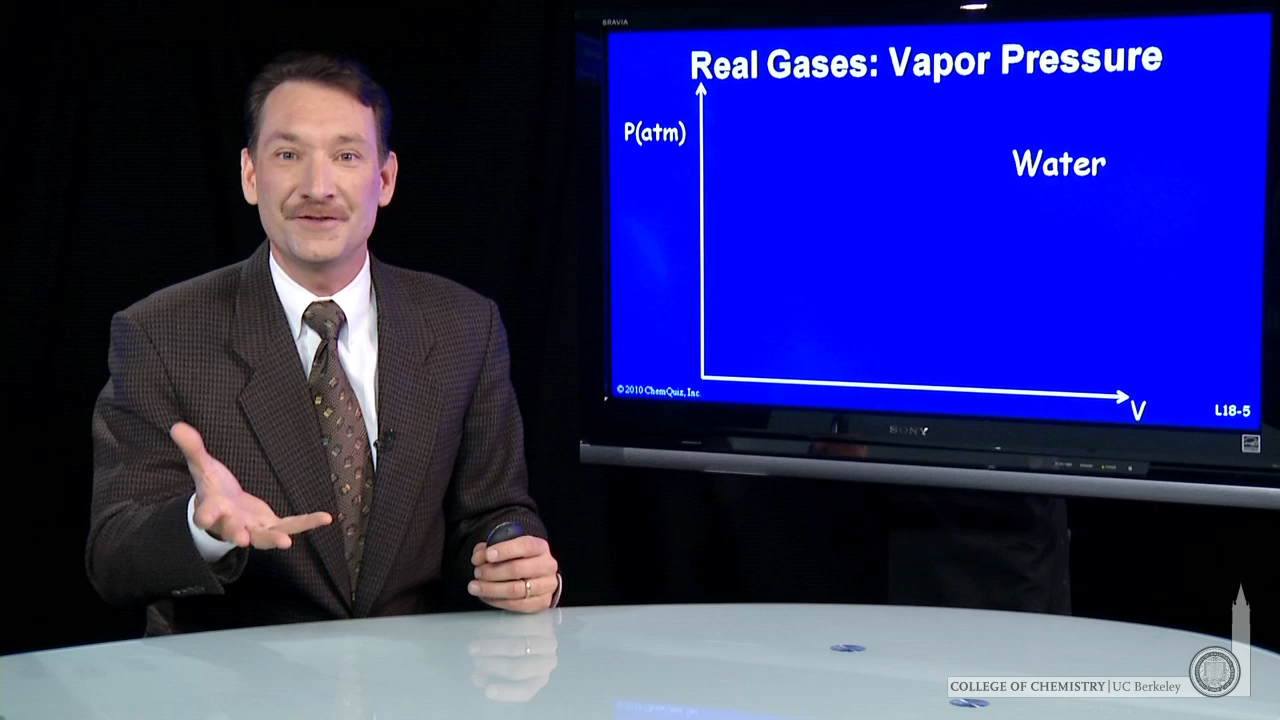 BRAVIA
Real Gases: Vapor Pressure
P(atm)
Water
V
© 2010 ChemQuiz, Inc.
L18-5
SONY
COLLEGE OF CHEMISTRY | UC Berkeley